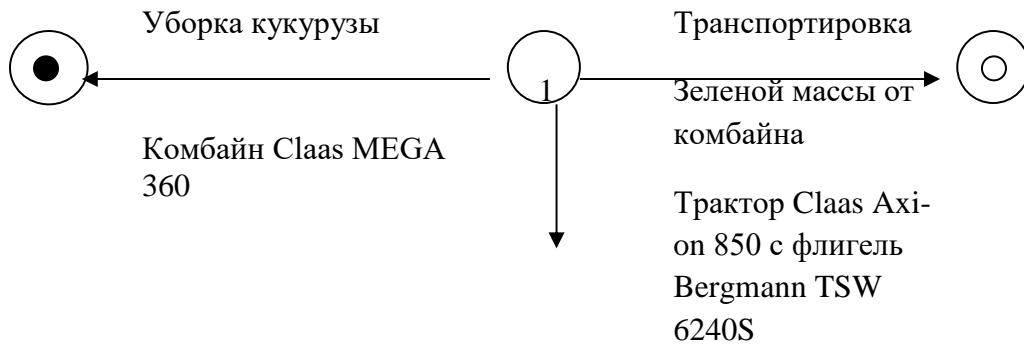 Уборка кукурузы
Комбайн Claas MEGA
360
1
Транспортировка
Зеленой массы от
комбайна
Трактор Claas Axi-
on 850 с флигель
Bergmann TSW
6240S